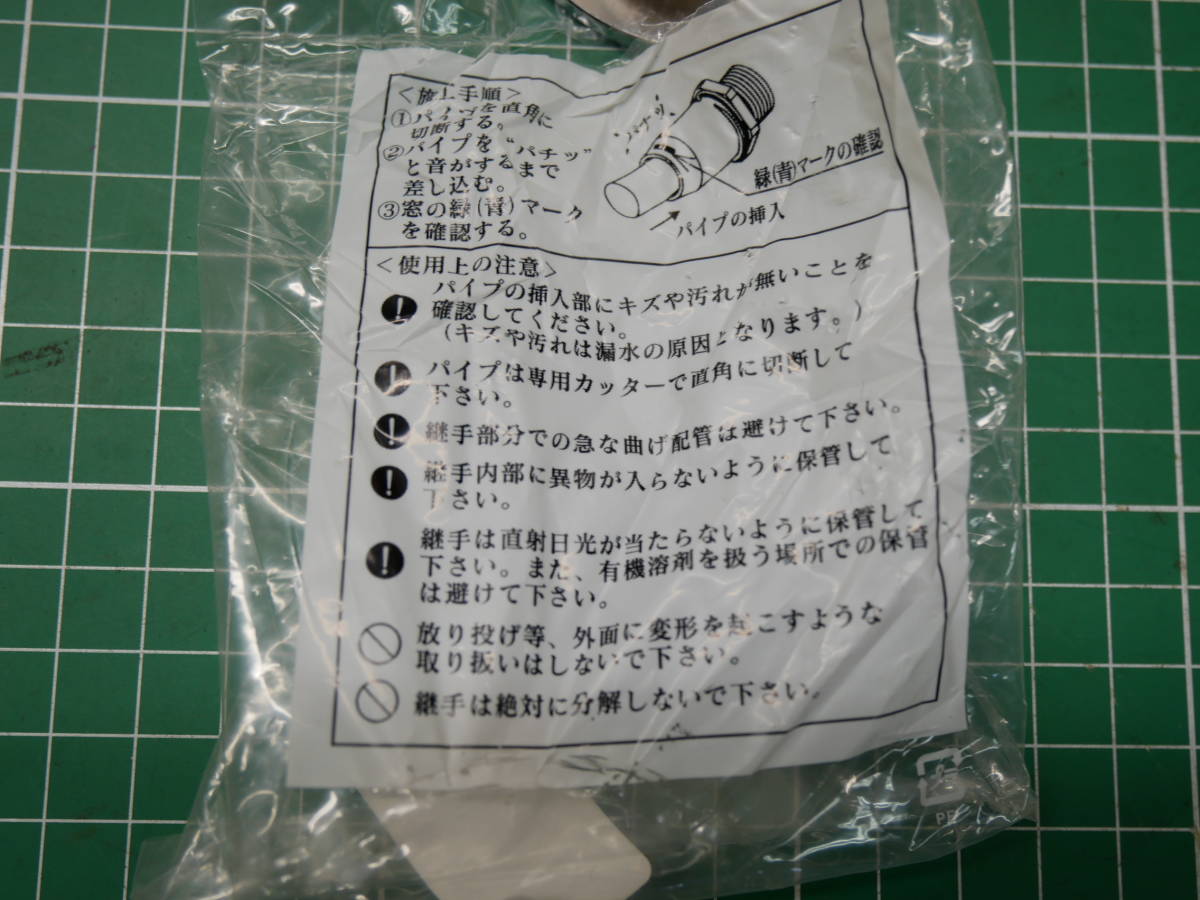 ＜施工手順＞
①パイプを直角に
切断する。
②パイプを“パチッ”
と音がするまで
差し込む。
③窓の緑(青)マーク
を確認する。
緑(青)マークの確認
パイプの挿入
＜使用上の注意＞
パイプの挿入部にキズや汚れが無いことを
確認してください。
(キズや汚れは漏水の原因となります。)
パイプは専用カッターで直角に切断して
下さい。
継手部分での急な曲げ配管は避けて下さい。
継手内部に異物が入らないように保管して
下さい。
継手は直射日光が当たらないように保管して
下さい。また、有機溶剤を扱う場所での保管
は避けて下さい。
放り投げ等、外面に変形を起こすような
取り扱いはしないで下さい。
継手は絶対に分解しないで下さい。
プラ
PE